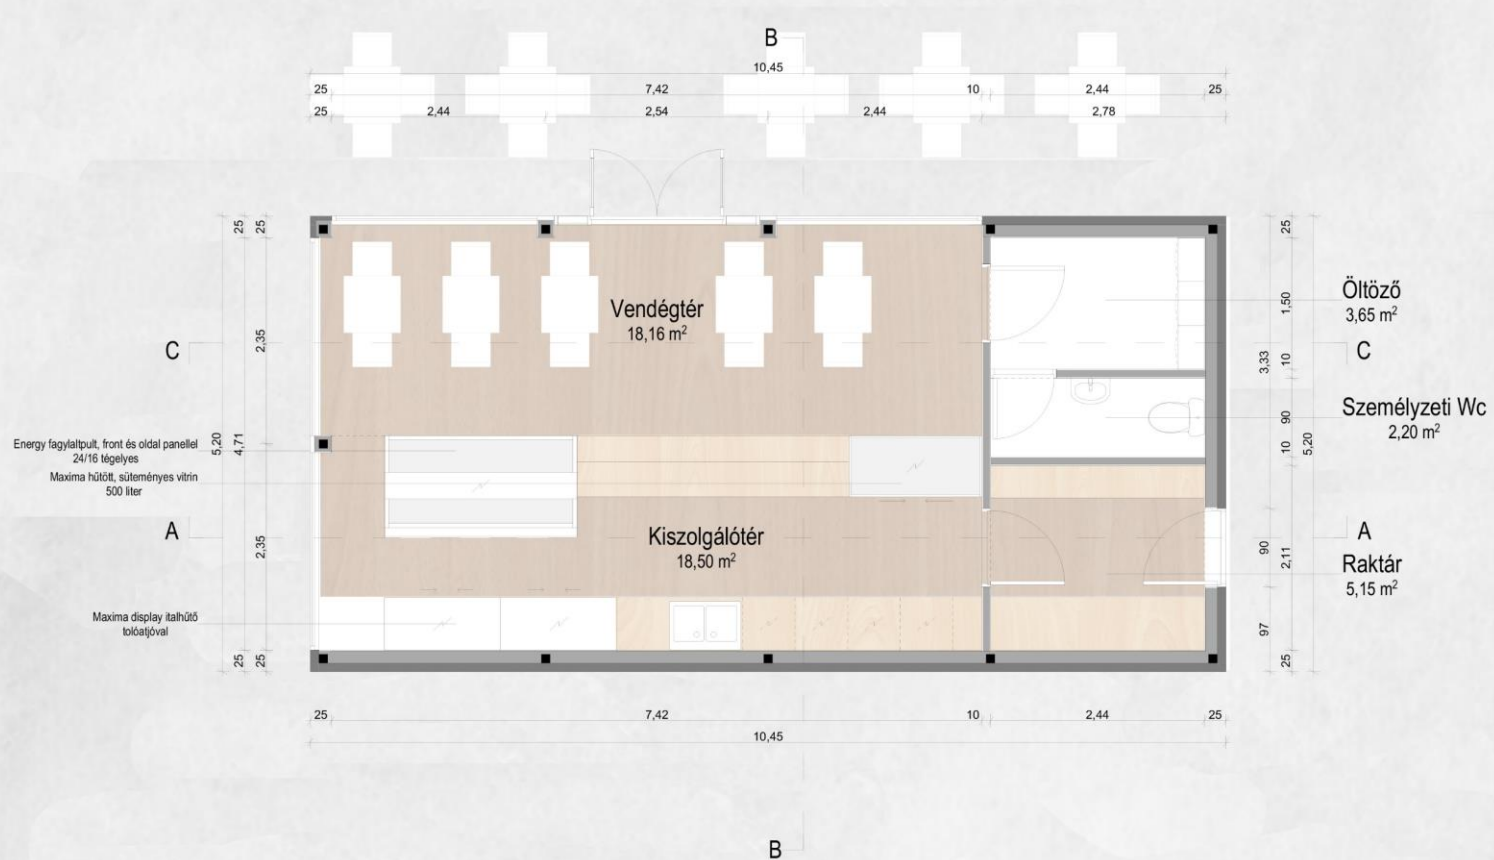 B
10,45
25
7,42
10
2,44
25
25
2,44
2,54
2,44
2,78
Vendégtér
18,16 m²
Öltöző
3,65 m²
C
C
Személyzeti Wc
2,20 m²
Energy fagylaltpult, front és oldal panellel
24/16 tégelyes
Maxima hűtött, süteményes vitrin
500 liter
A
Kiszolgálótér
18,50 m²
A
Raktár
5,15 m²
Maxima display italhűtő
tolóatjóval
5,20
25
4,71
25
25
2,35
2,35
25
3,33
90
97
25
1,50
10
90
10
2,11
25
5,20
25
7,42
10
2,44
25
10,45
B